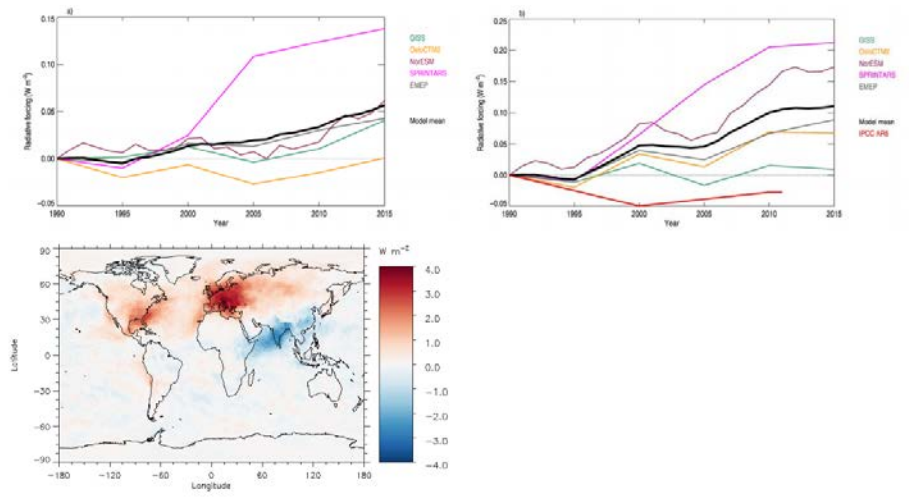 a)
0.15
0.10
0.05
0.00
−0.05
Radiative forcing (W m⁻²)
1990 1995 2000 2005 2010 2015
Year
GISS
OsloCTM2
NorESM
SPRINTARS
EMEP
Model mean
b)
0.25
0.20
0.15
0.10
0.05
0.00
−0.05
Radiative forcing (W m⁻²)
1990 1995 2000 2005 2010 2015
Year
GISS
OsloCTM2
NorESM
SPRINTARS
EMEP
Model mean
IPCC AR5
W m⁻²
90
60
30
0
−30
−60
−90
Latitude
−180 −120 −60 0 60 120 180
Longitude
4.0
3.0
2.0
1.0
0.0
−1.0
−2.0
−3.0
−4.0